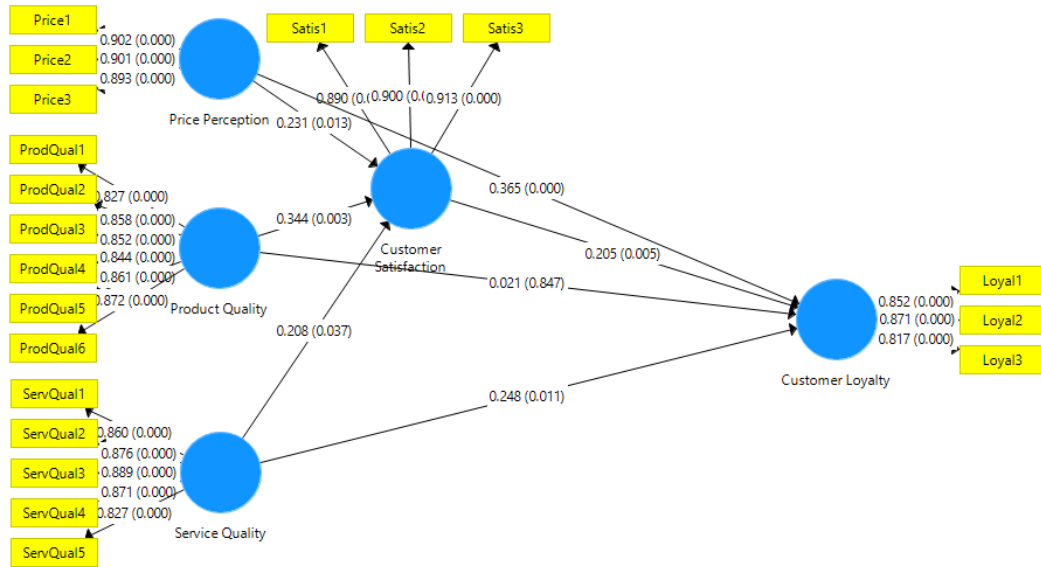 Price1
Price2
Price3
0.902 (0.000)
0.901 (0.000)
0.893 (0.000)
Price Perception
Satis1
Satis2
Satis3
0.890
0.900
0.913 (0.000)
0.231 (0.013)
0.365 (0.000)
ProdQual1
ProdQual2
ProdQual3
ProdQual4
ProdQual5
ProdQual6
0.827 (0.000)
0.858 (0.000)
0.852 (0.000)
0.844 (0.000)
0.861 (0.000)
0.872 (0.000)
Product Quality
0.344 (0.003)
Customer
Satisfaction
0.205 (0.005)
0.021 (0.847)
0.208 (0.037)
0.852 (0.000)
0.871 (0.000)
0.817 (0.000)
Loyal1
Loyal2
Loyal3
Customer Loyalty
0.248 (0.011)
ServQual1
ServQual2
ServQual3
ServQual4
ServQual5
0.860 (0.000)
0.876 (0.000)
0.889 (0.000)
0.871 (0.000)
0.827 (0.000)
Service Quality